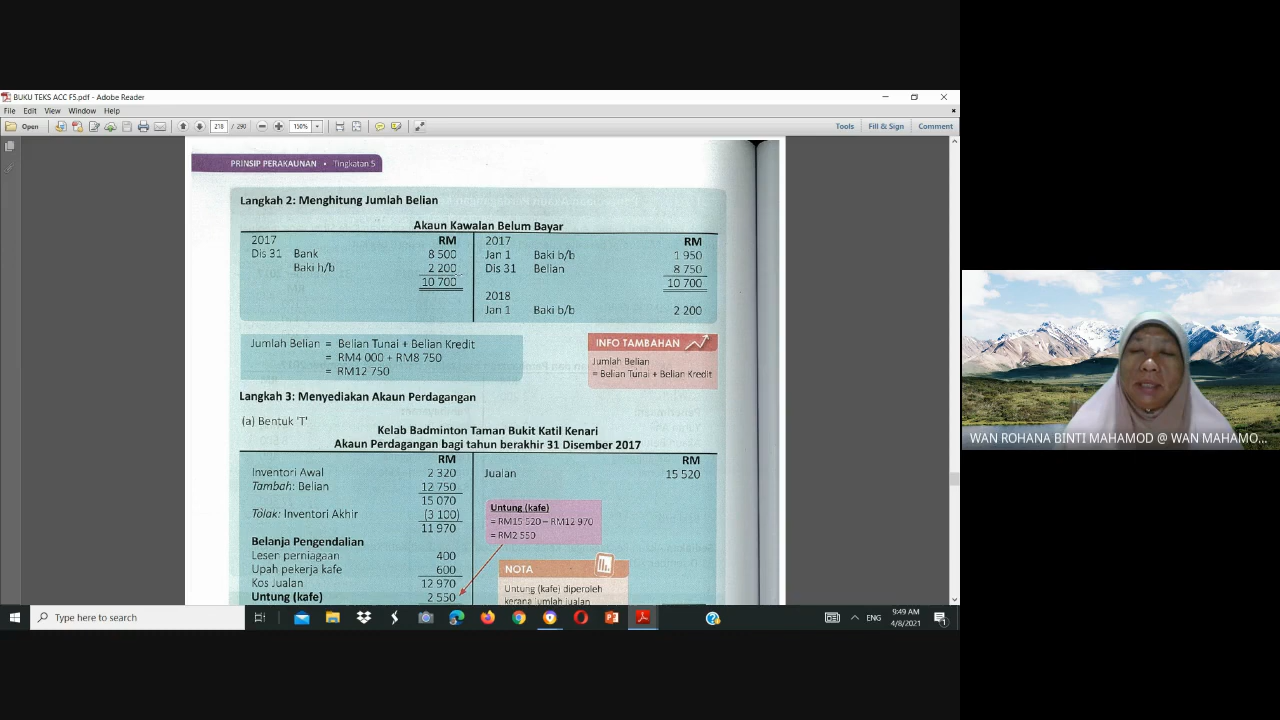 BUKU TEKS ACC F5.pdf - Adobe Reader
File Edit View Window Help
Open 218 / 290 150% Tools Fill & Sign Comment
PRINSIP PERAKAUNAN • Tingkatan 5
Langkah 2: Menghitung Jumlah Belian
Akaun Kawalan Belum Bayar
2017 RM 2017 RM
Dis 31 Bank 8 500 Jan 1 Baki b/b 1 950
Baki h/b 2 200 Dis 31 Belian 8 750
10 700 10 700
2018
Jan 1 Baki b/b 2 200
Jumlah Belian = Belian Tunai + Belian Kredit
= RM4 000 + RM8 750
= RM12 750
INFO TAMBAHAN
Jumlah Belian
= Belian Tunai + Belian Kredit
Langkah 3: Menyediakan Akaun Perdagangan
(a) Bentuk 'T'
Kelab Badminton Taman Bukit Katil Kenari
Akaun Perdagangan bagi tahun berakhir 31 Disember 2017
RM RM
Inventori Awal 2 320 Jualan 15 520
Tambah: Belian 12 750
15 070
Tolak: Inventori Akhir (3 100)
11 970
Belanja Pengendalian
Lesen perniagaan 400
Upah pekerja kafe 600
Kos Jualan 12 970
Untung (kafe) 2 550
Untung (kafe)
= RM15 520 – RM12 970
= RM2 550
NOTA
Untung (kafe) diperoleh
kerana jumlah jualan
WAN ROHANA BINTI MAHAMOD @ WAN MAHAMO...
Type here to search
ENG
9:49 AM
4/8/2021
1